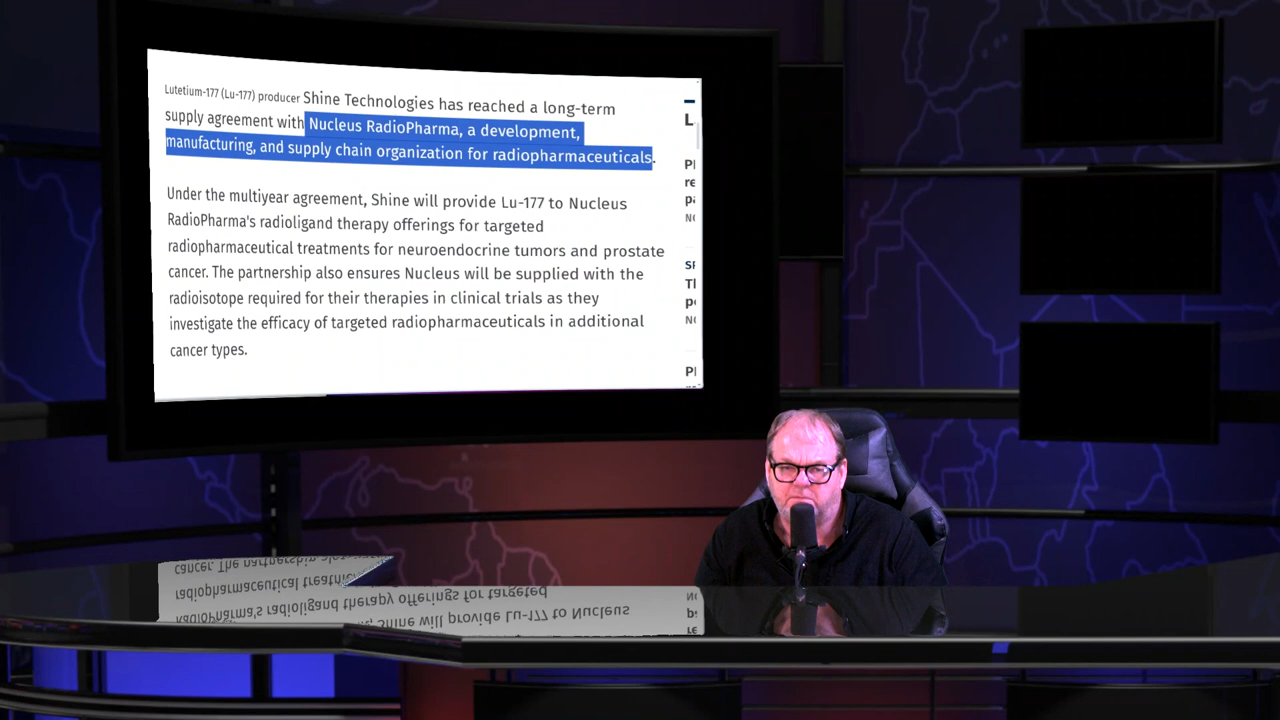 Lutetium-177 (Lu-177) producer Shine Technologies has reached a long-term
supply agreement with Nucleus RadioPharma, a development,
manufacturing, and supply chain organization for radiopharmaceuticals.
Under the multiyear agreement, Shine will provide Lu-177 to Nucleus
RadioPharma's radioligand therapy offerings for targeted
radiopharmaceutical treatments for neuroendocrine tumors and prostate
cancer. The partnership also ensures Nucleus will be supplied with the
radioisotope required for their therapies in clinical trials as they
investigate the efficacy of targeted radiopharmaceuticals in additional
cancer types.